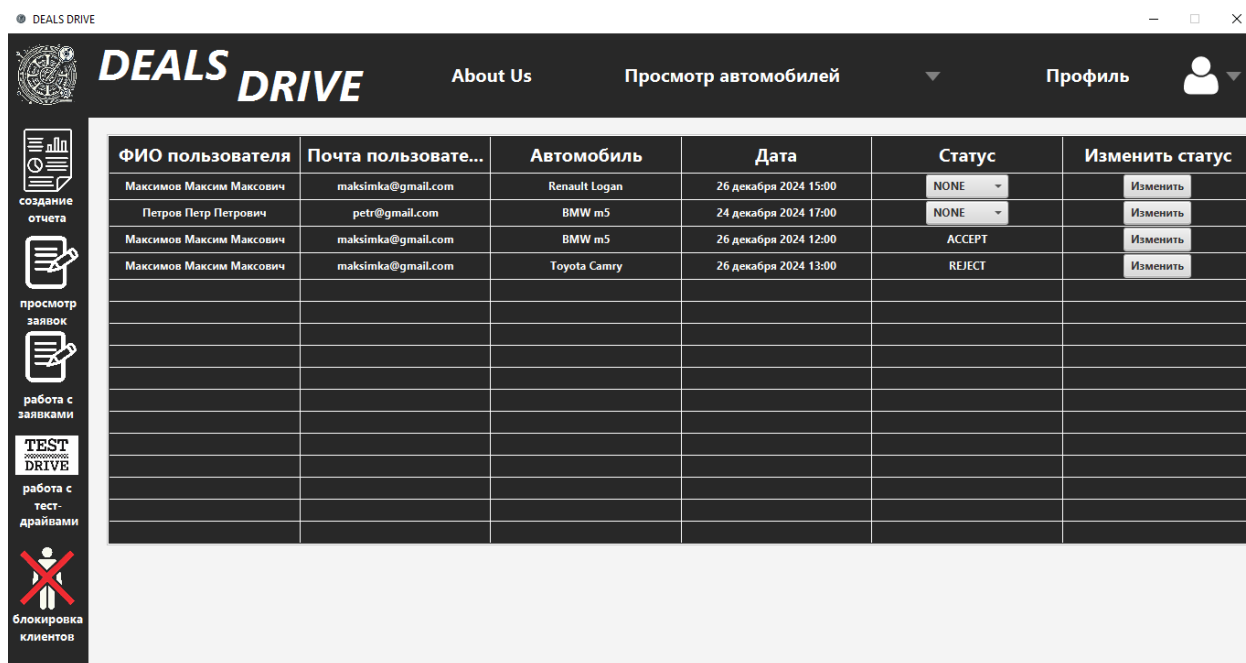 DEALS DRIVE
DEALS
DRIVE
About Us
Просмотр автомобилей
Профиль
создание
отчета
просмотр
заявок
работа с
заявками
TEST
DRIVE
работа с
тест-
драйвами
блокировка
клиентов
ФИО пользователя Почта пользовате... Автомобиль Дата Статус Изменить статус
Максимов Максим Максович maksimka@gmail.com Renault Logan 26 декабря 2024 15:00 NONE Изменить
Петров Петр Петрович petr@gmail.com BMW m5 24 декабря 2024 17:00 NONE Изменить
Максимов Максим Максович maksimka@gmail.com BMW m5 26 декабря 2024 12:00 ACCEPT Изменить
Максимов Максим Максович maksimka@gmail.com Toyota Camry 26 декабря 2024 13:00 REJECT Изменить